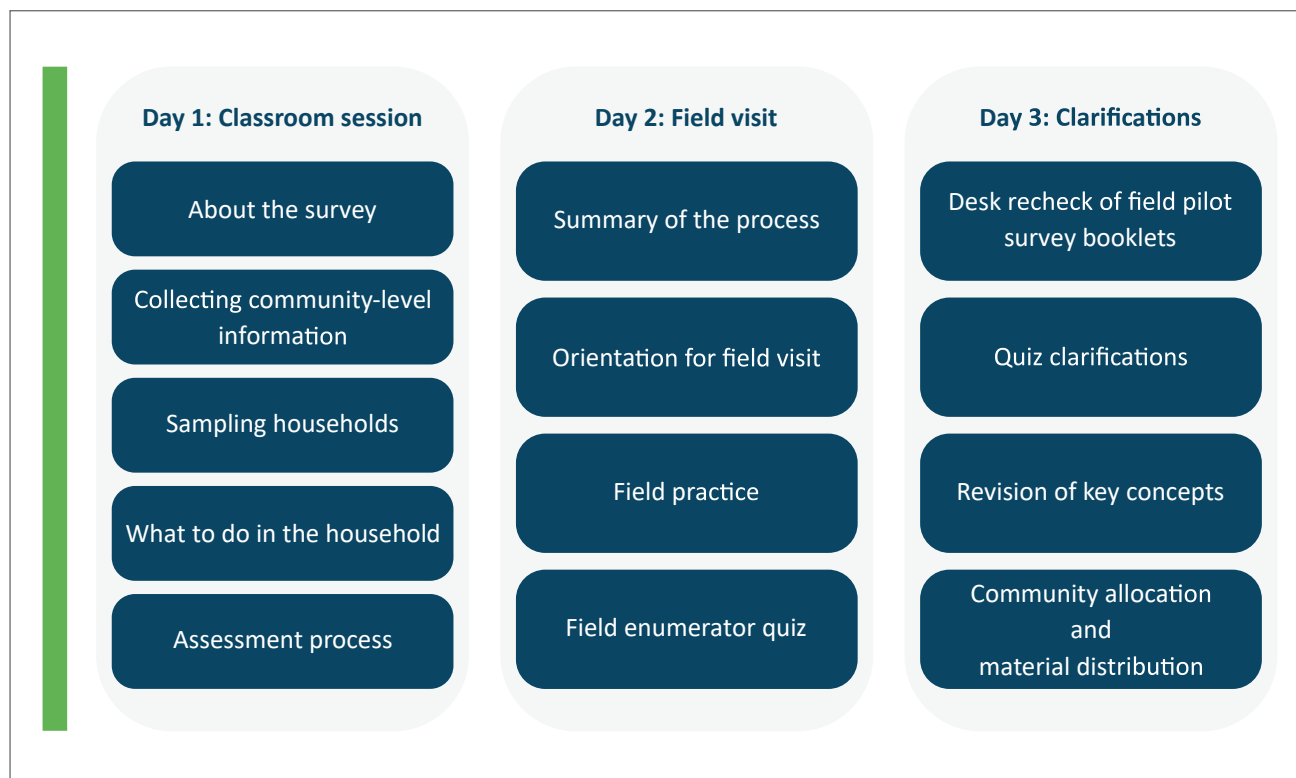 Day 1: Classroom session
About the survey
Collecting community-level
information
Sampling households
What to do in the household
Assessment process
Day 2: Field visit
Summary of the process
Orientation for field visit
Field practice
Field enumerator quiz
Day 3: Clarifications
Desk recheck of field pilot
survey booklets
Quiz clarifications
Revision of key concepts
Community allocation
and
material distribution